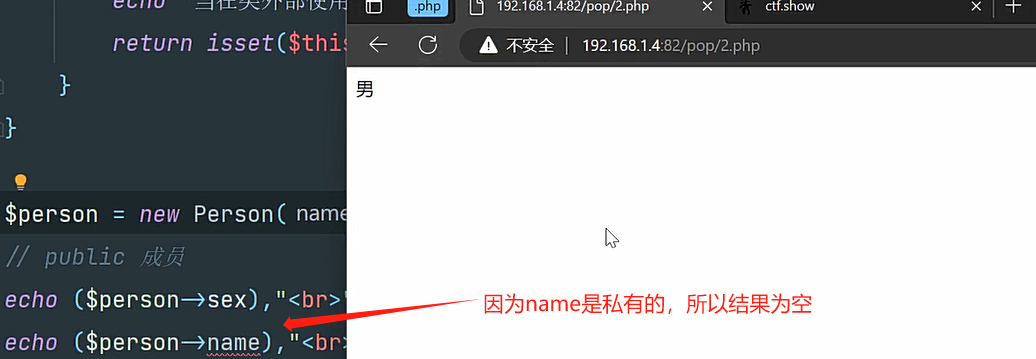 echo "当在类外部使用
return isset($this
}
}
$person = new Person( name
// public 成员
echo ($person->sec),"<br>"
echo ($person->name),"<br>
.php
192.168.1.4:82/pop/2.php
ctf.show
不安全
192.168.1.4:82/pop/2.php
男
因为name是私有的，所以结果为空